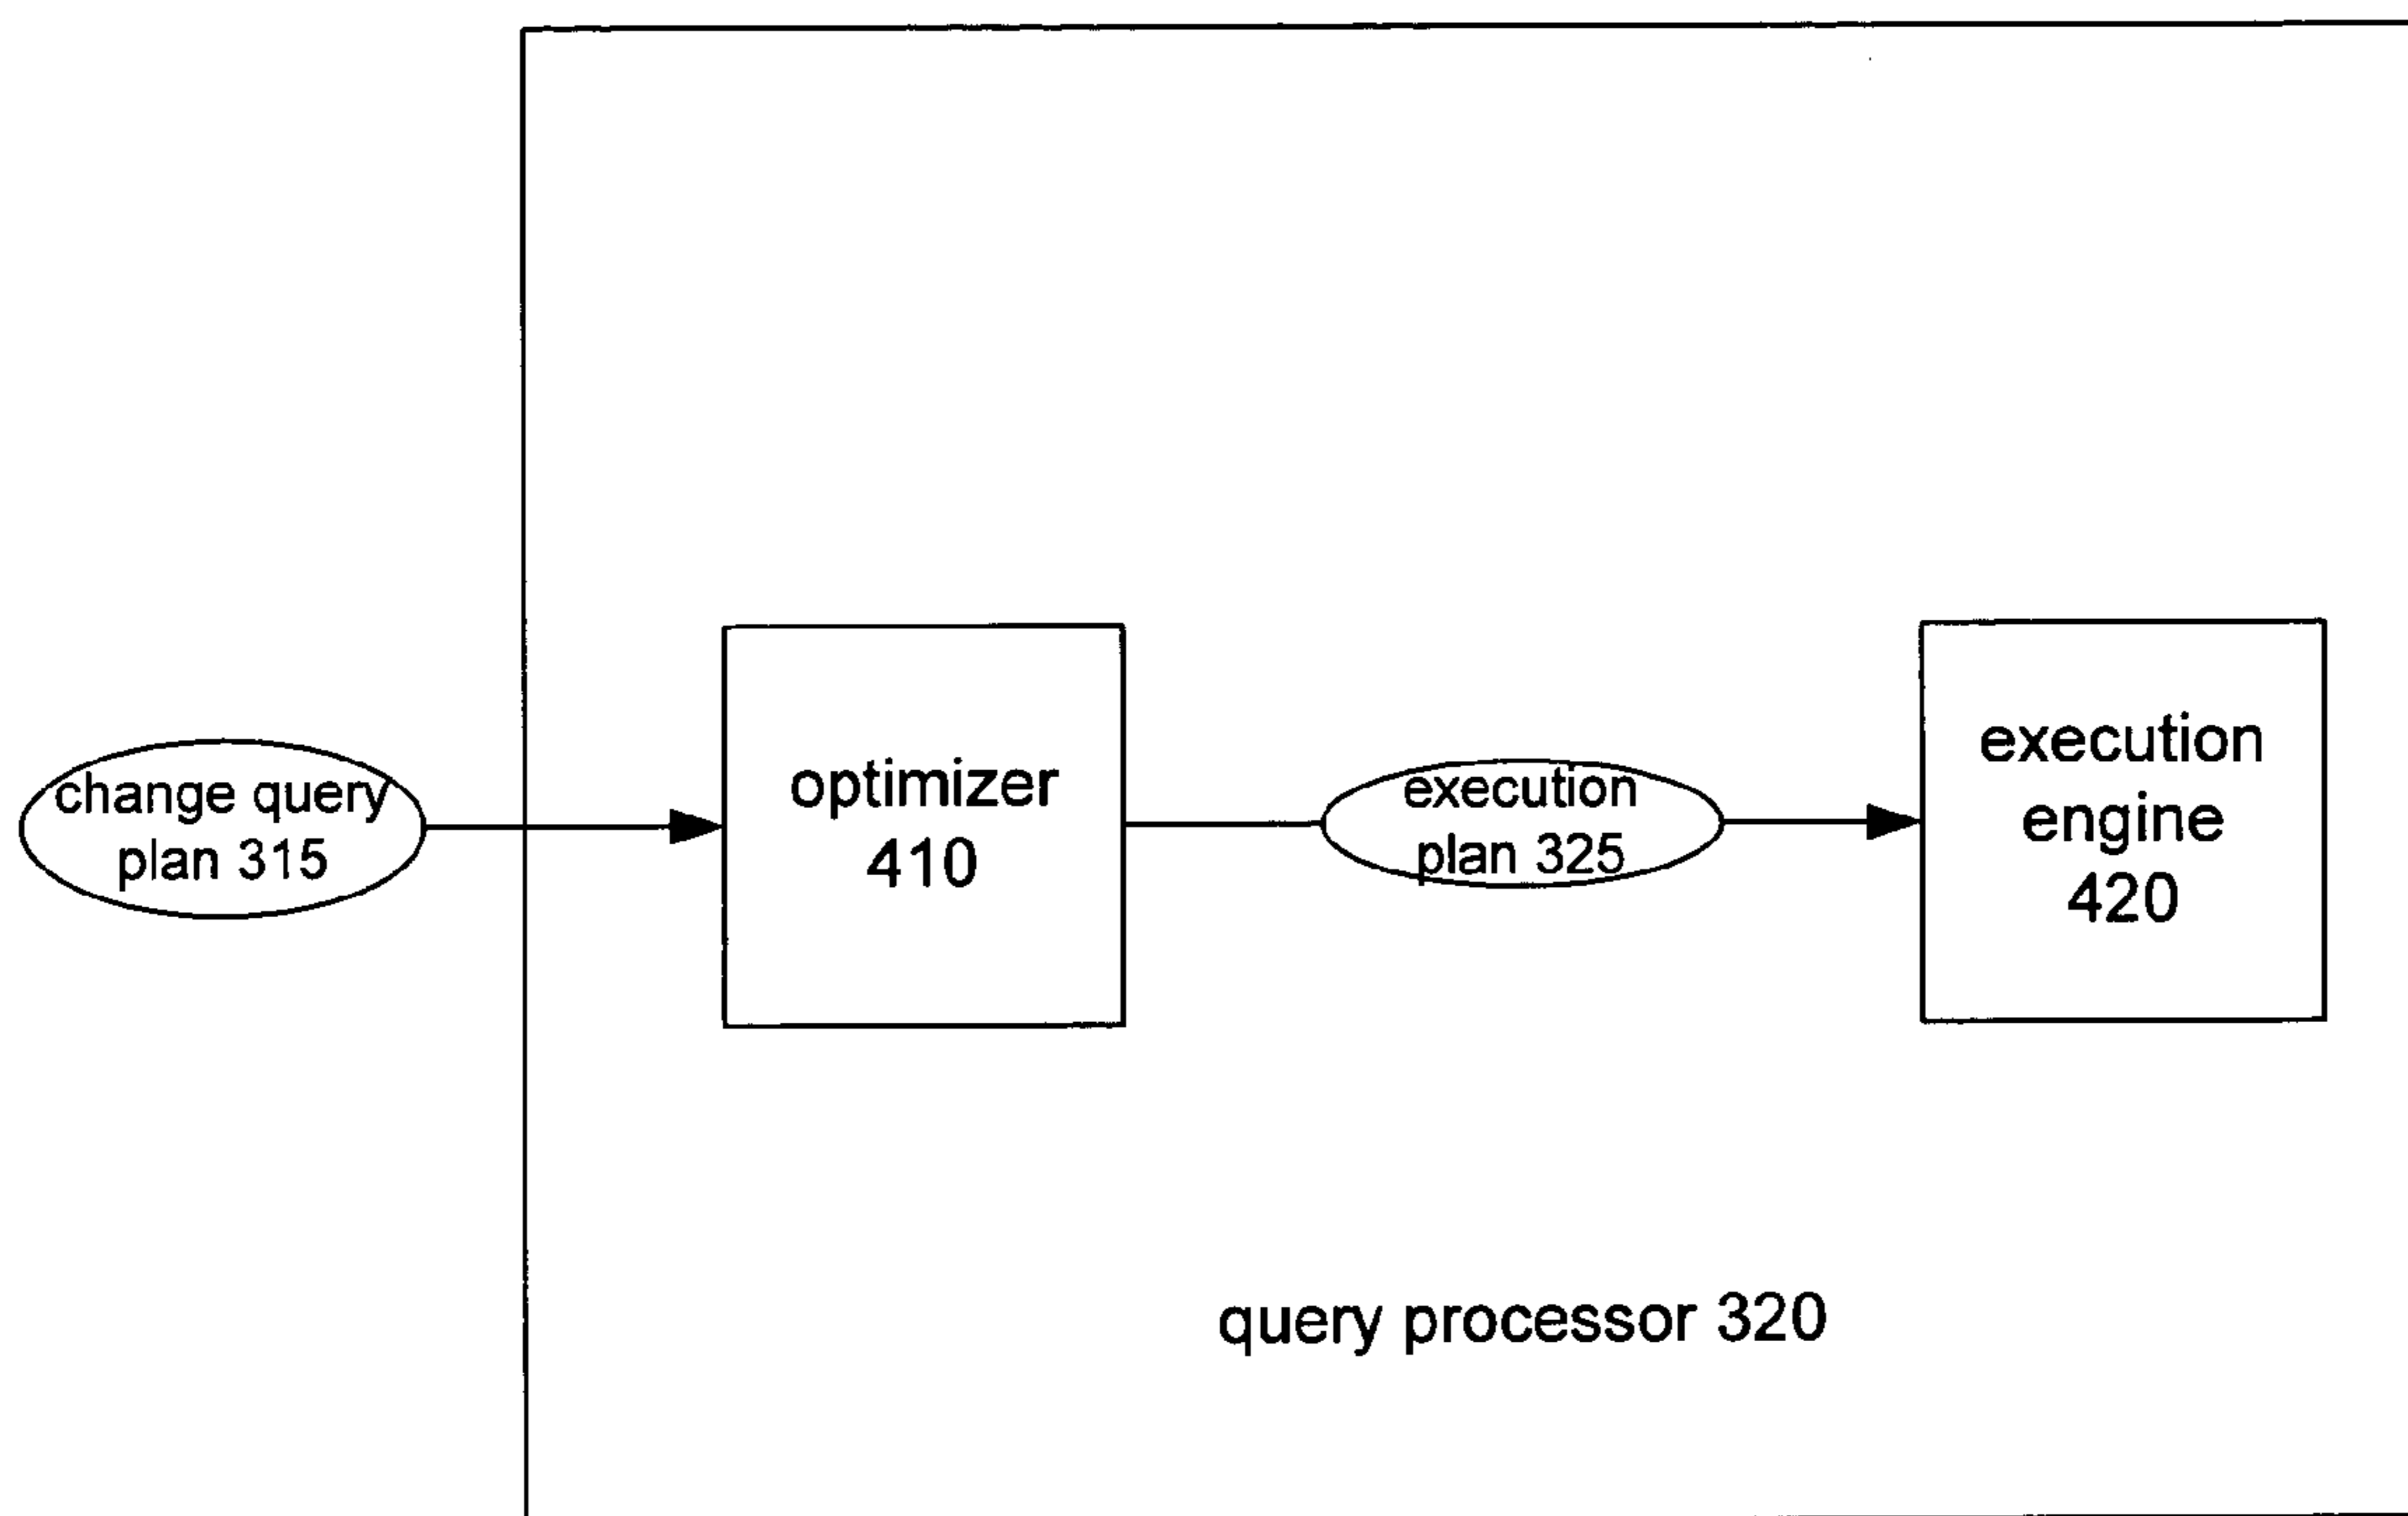 change query
plan 315
optimizer
410
execution
plan 325
execution
engine
420
query processor 320